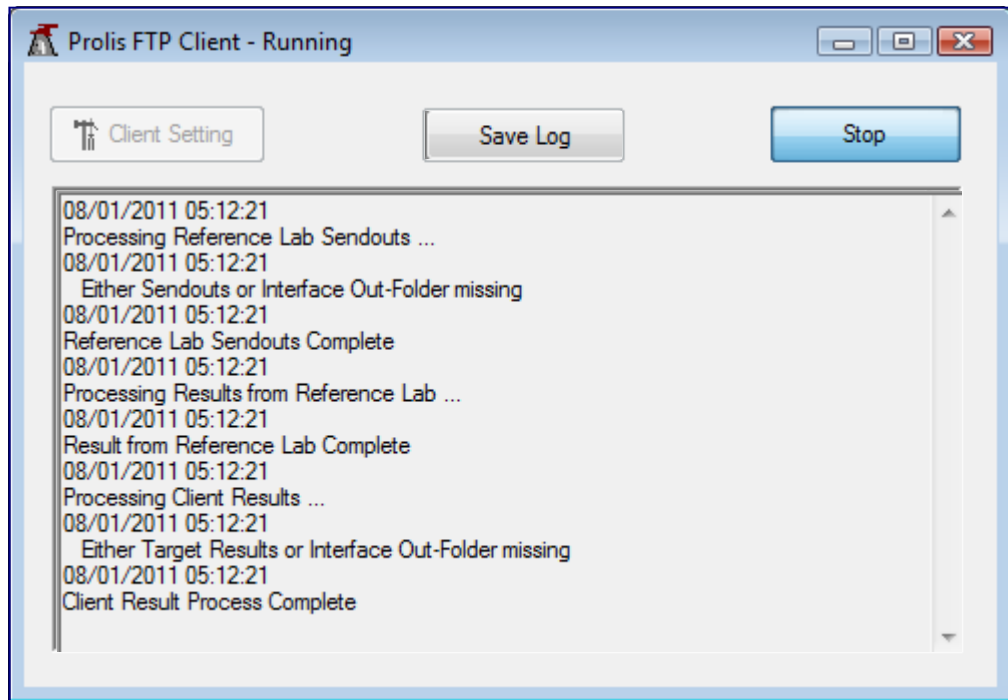 Prolis FTP Client - Running
Client Setting
Save Log
Stop
08/01/2011 05:12:21
Processing Reference Lab Sendouts ...
08/01/2011 05:12:21
Either Sendouts or Interface Out-Folder missing
08/01/2011 05:12:21
Reference Lab Sendouts Complete
08/01/2011 05:12:21
Processing Results from Reference Lab ...
08/01/2011 05:12:21
Result from Reference Lab Complete
08/01/2011 05:12:21
Processing Client Results ...
08/01/2011 05:12:21
Either Target Results or Interface Out-Folder missing
08/01/2011 05:12:21
Client Result Process Complete